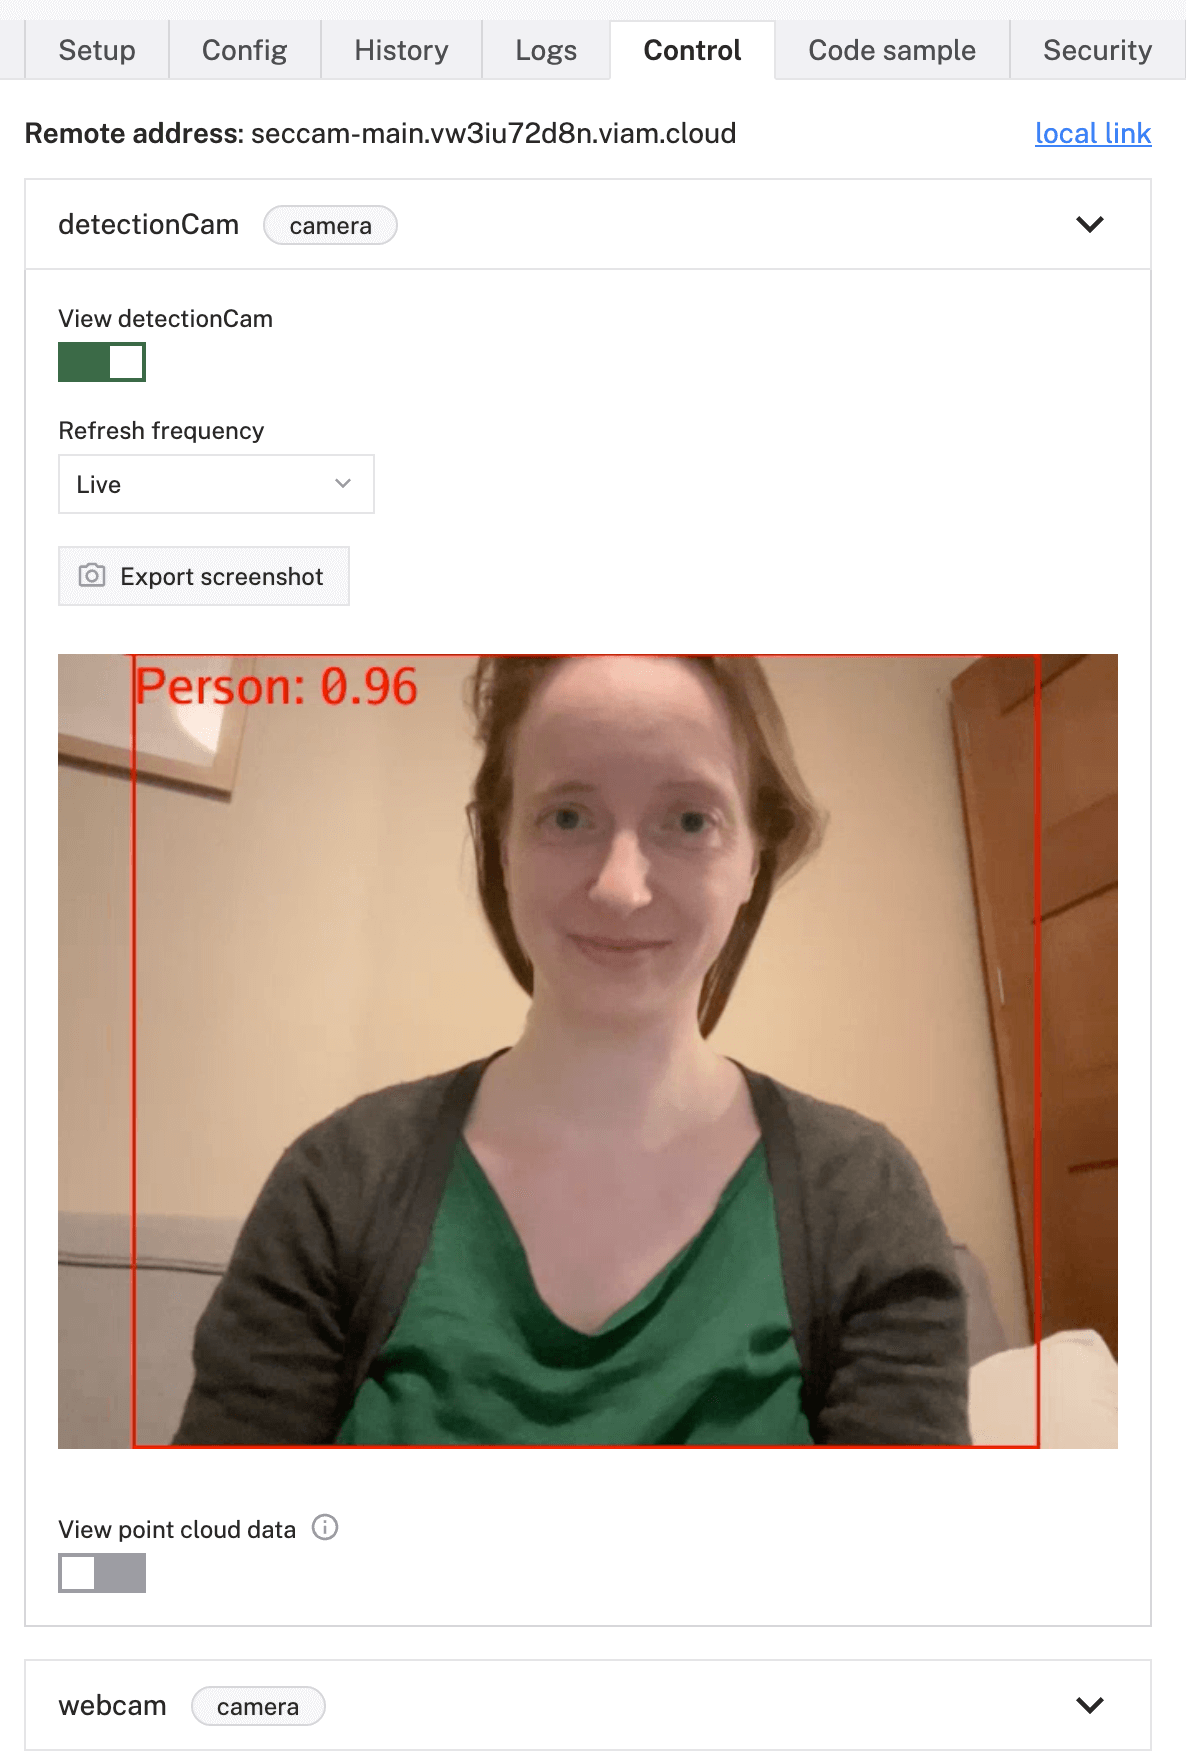 Setup Config History Logs Control Code sample Security
Remote address: seccam-main.vw3iu72d8n.viam.cloud local link
detectionCam camera
View detectionCam
Refresh frequency
Live
Export screenshot
Person: 0.96
View point cloud data
webcam camera